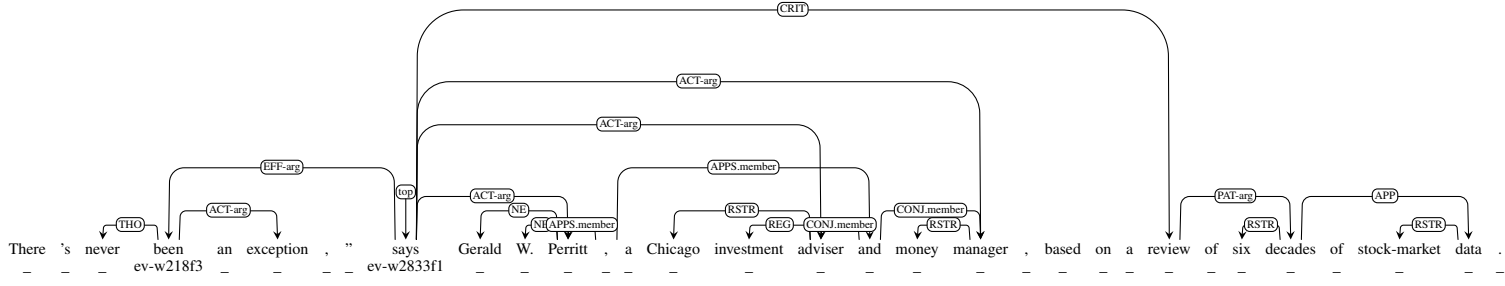 CRIT
ACT-arg
ACT-arg
EFF-arg APPS.member
top
ACT-arg PAT-arg APP
THO ACT-arg NE NE APPS.member RSTR REG CONJ.member CONJ.member RSTR RSTR RSTR
There 's never been an exception , ” says Gerald W. Perritt , a Chicago investment adviser and money manager , based on a review of six decades of stock-market data .
_ _ _ ev-w218f3 _ _ _ _ ev-w2833f1 _ _ _ _ _ _ _ _ _ _ _ _ _ _ _ _ _ _ _ _ _ _ _